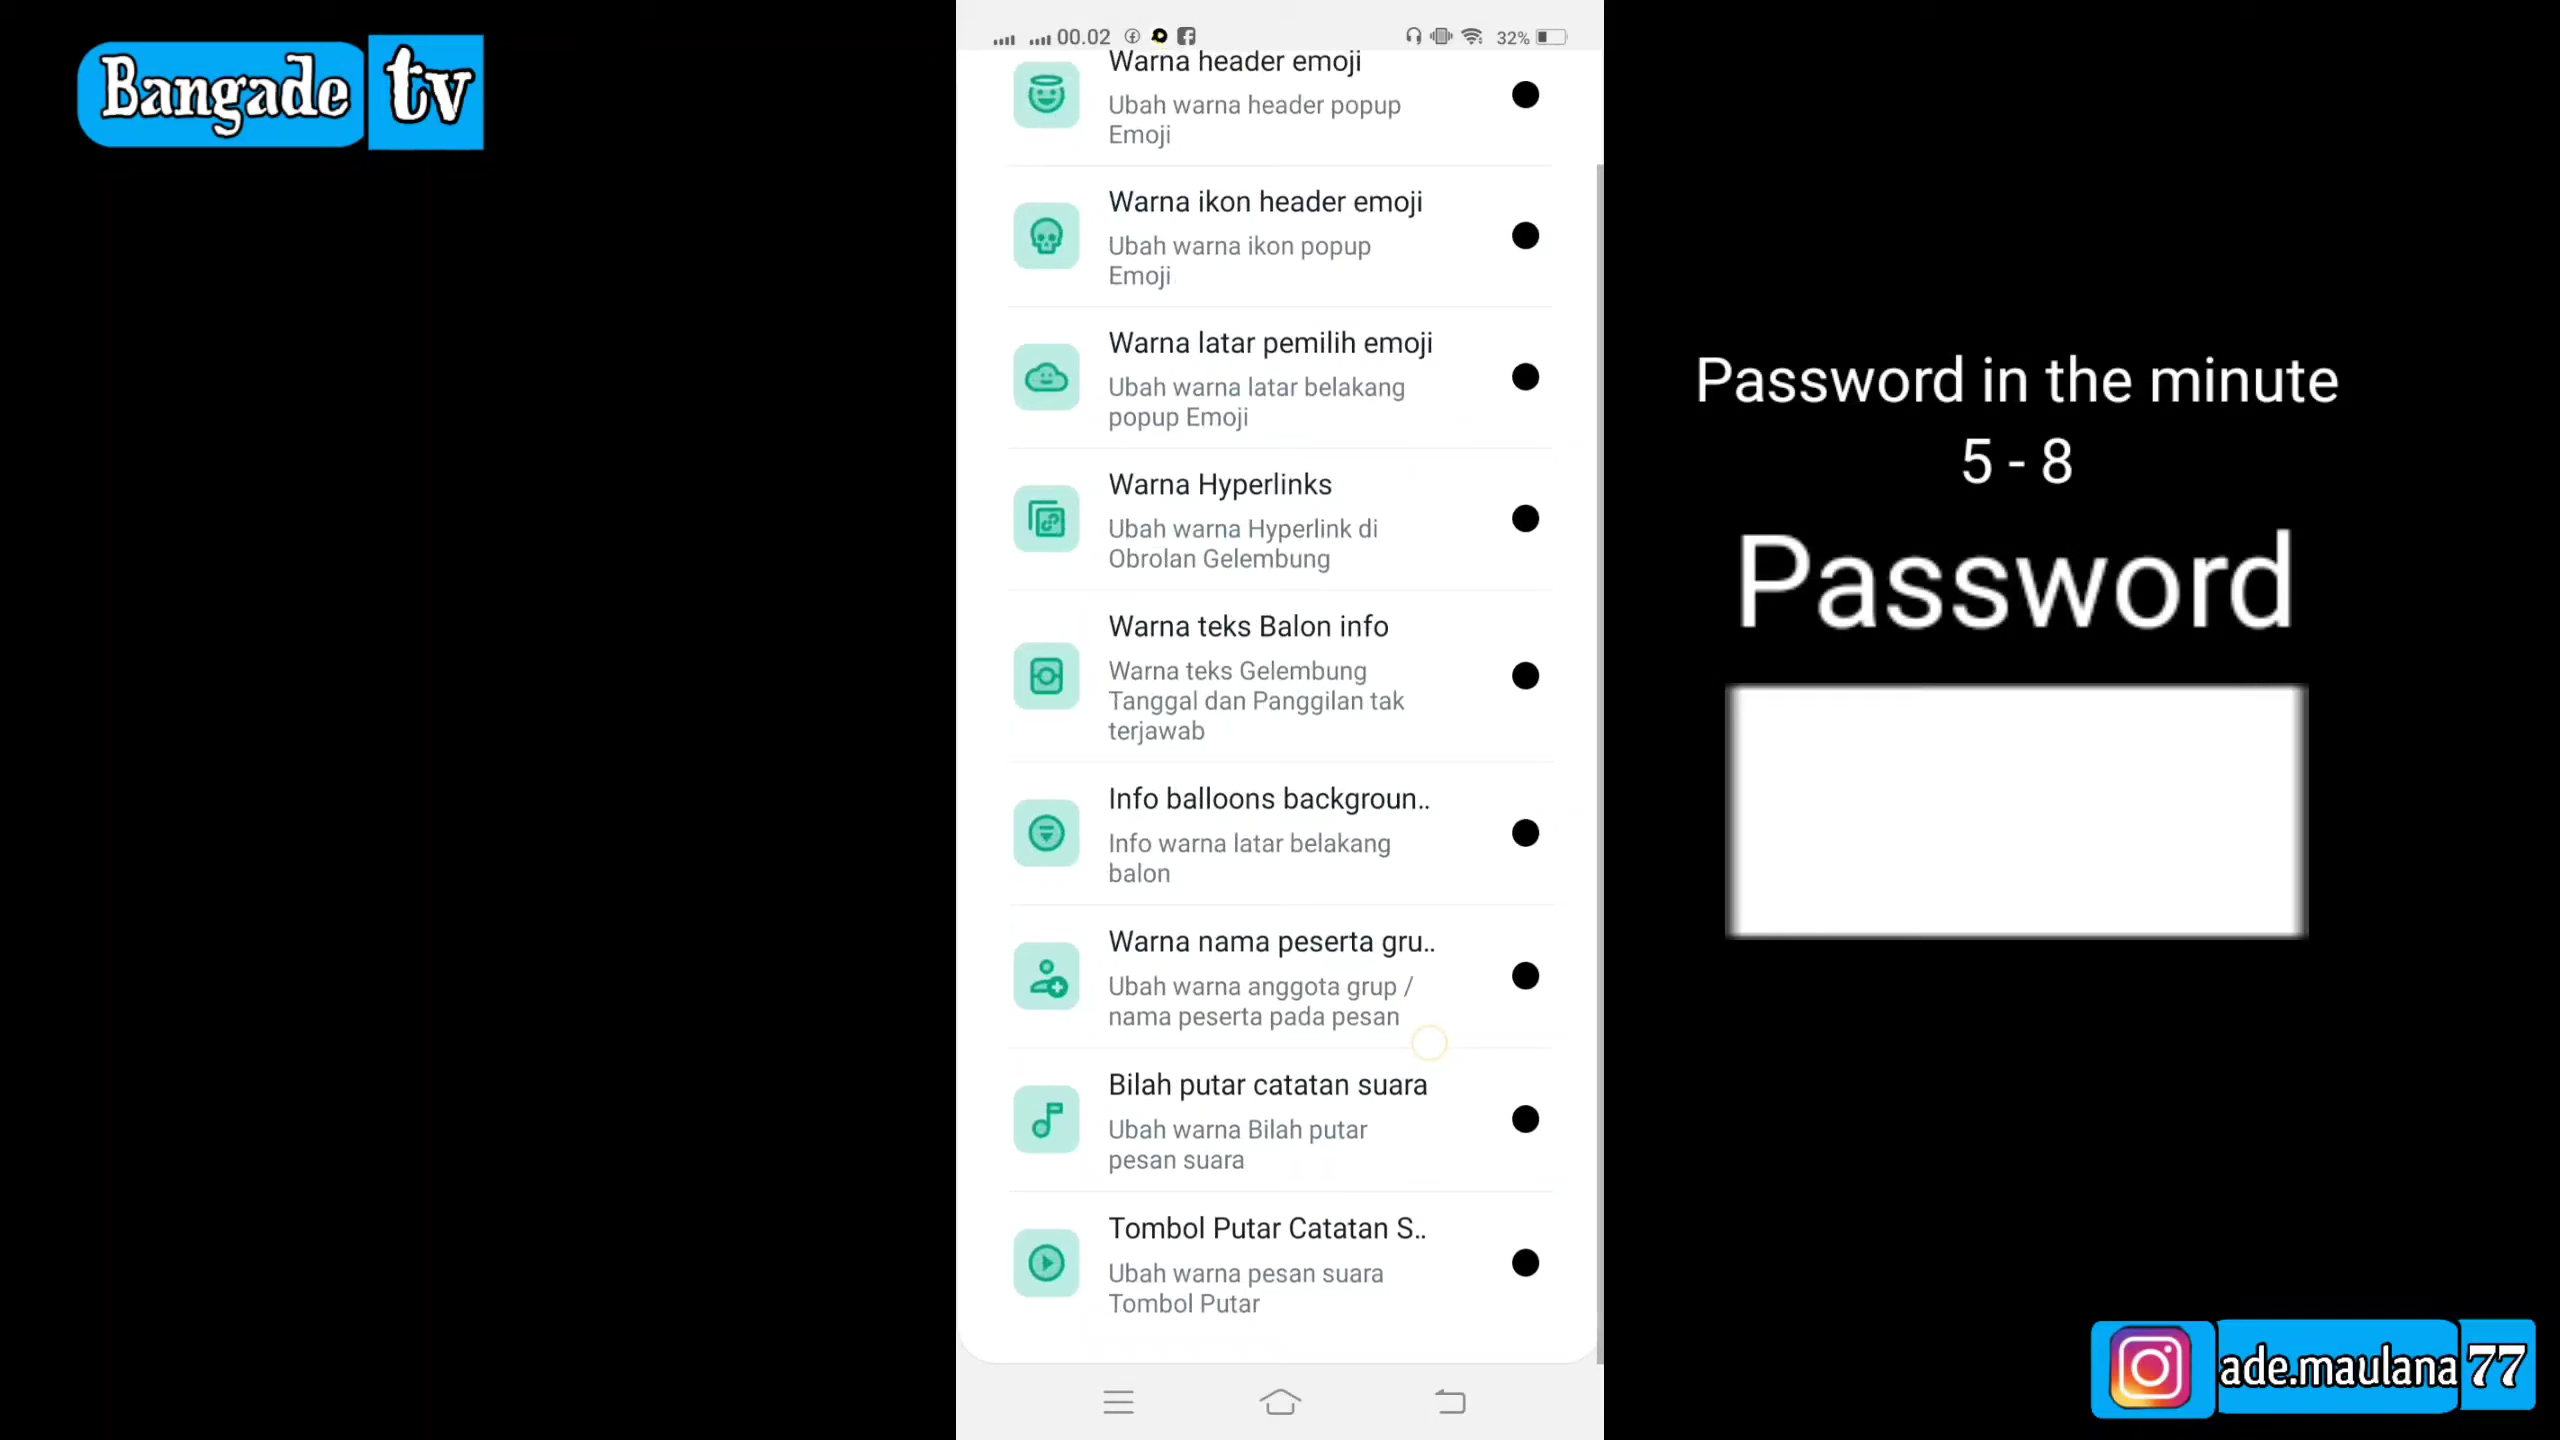 Bangade tv
00.02
32%
Warna header emoji
Ubah warna header popup
Emoji
Warna ikon header emoji
Ubah warna ikon popup
Emoji
Warna latar pemilih emoji
Ubah warna latar belakang
popup Emoji
Warna Hyperlinks
Ubah warna Hyperlink di
Obrolan Gelembung
Warna teks Balon info
Warna teks Gelembung
Tanggal dan Panggilan tak
terjawab
Info balloons backgroun..
Info warna latar belakang
balon
Warna nama peserta gru..
Ubah warna anggota grup /
nama peserta pada pesan
Bilah putar catatan suara
Ubah warna Bilah putar
pesan suara
Tombol Putar Catatan S..
Ubah warna pesan suara
Tombol Putar
Password in the minute
5 - 8
Password
ade.maulana77